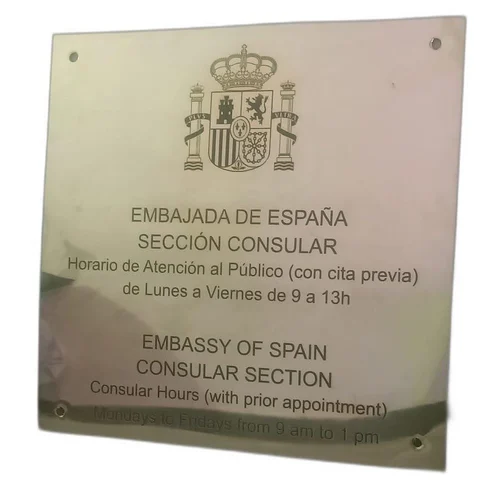 PLUS VLTRA
EMBAJADA DE ESPAÑA
SECCIÓN CONSULAR
Horario de Atención al Público (con cita previa)
de Lunes a Viernes de 9 a 13h
EMBASSY OF SPAIN
CONSULAR SECTION
Consular Hours (with prior appointment)
Mondays to Fridays from 9 am to 1 pm